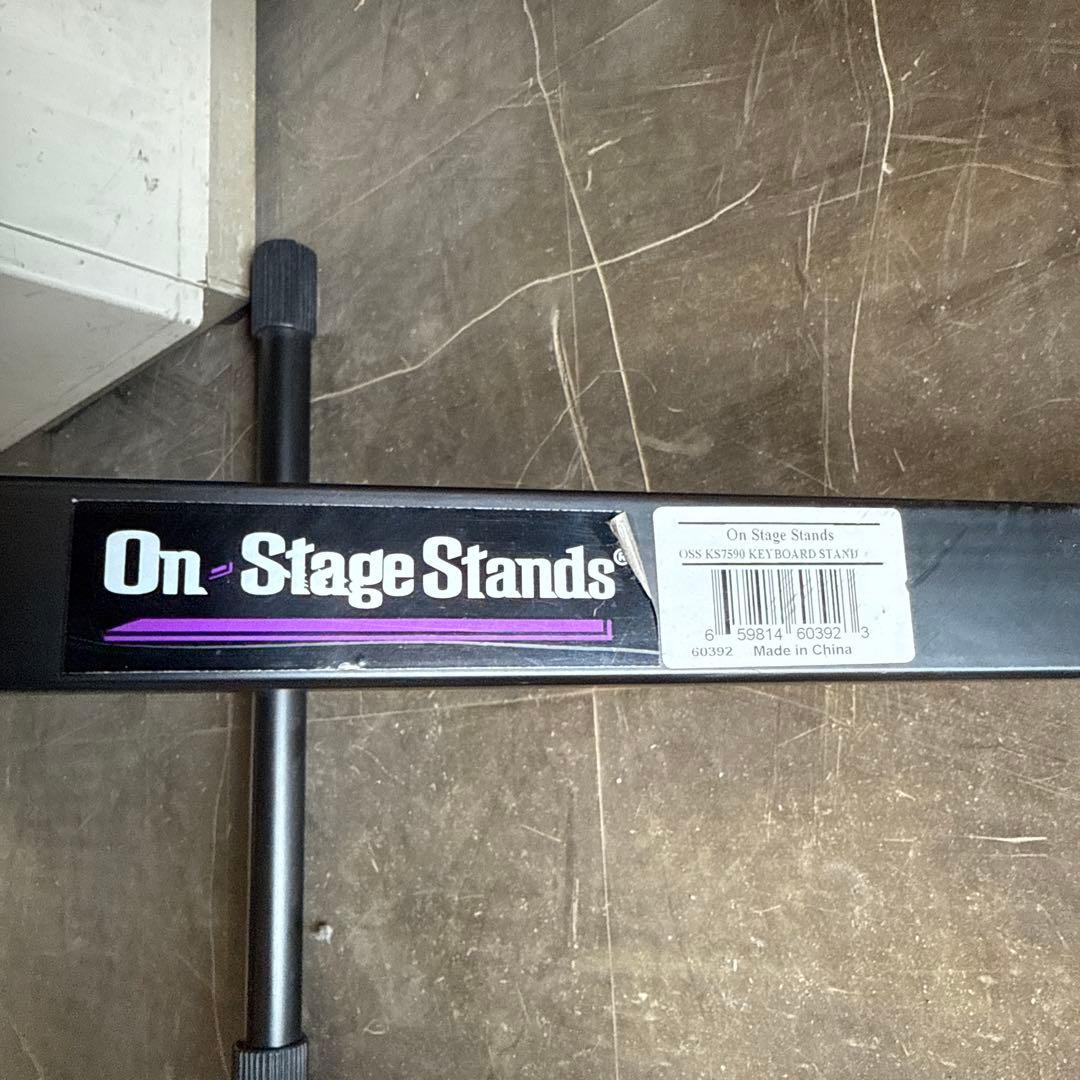 On-Stage Stands®
On Stage Stands
OSS KS7590 KEYBOARD STAND
6 59814 60392 3
60392 Made in China